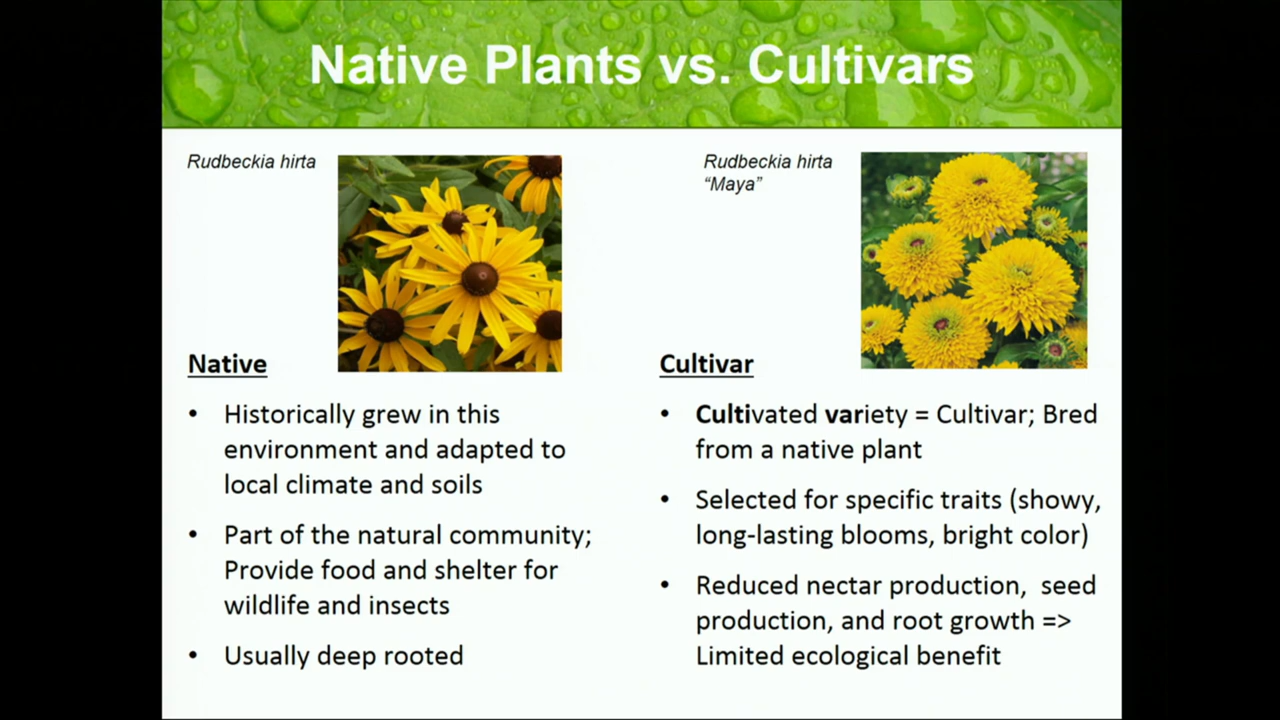 Native Plants vs. Cultivars
Rudbeckia hirta
Native
• Historically grew in this
environment and adapted to
local climate and soils
• Part of the natural community;
Provide food and shelter for
wildlife and insects
• Usually deep rooted
Rudbeckia hirta
“Maya”
Cultivar
• Cultivated variety = Cultivar; Bred
from a native plant
• Selected for specific traits (showy,
long-lasting blooms, bright color)
• Reduced nectar production,  seed
production, and root growth =>
Limited ecological benefit